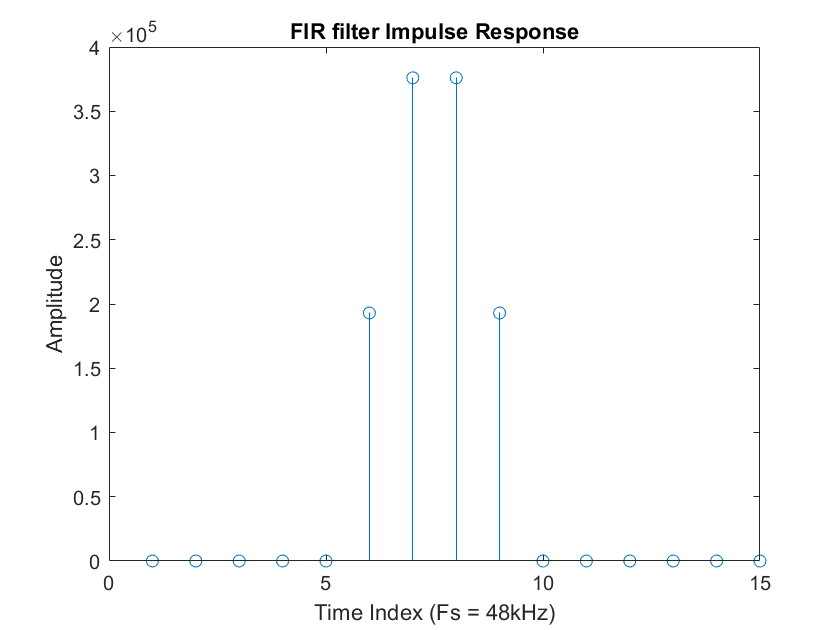 FIR filter Impulse Response
×10^5
4
3.5
3
2.5
2
1.5
1
0.5
0
Amplitude
0 5 10 15
Time Index (Fs = 48kHz)